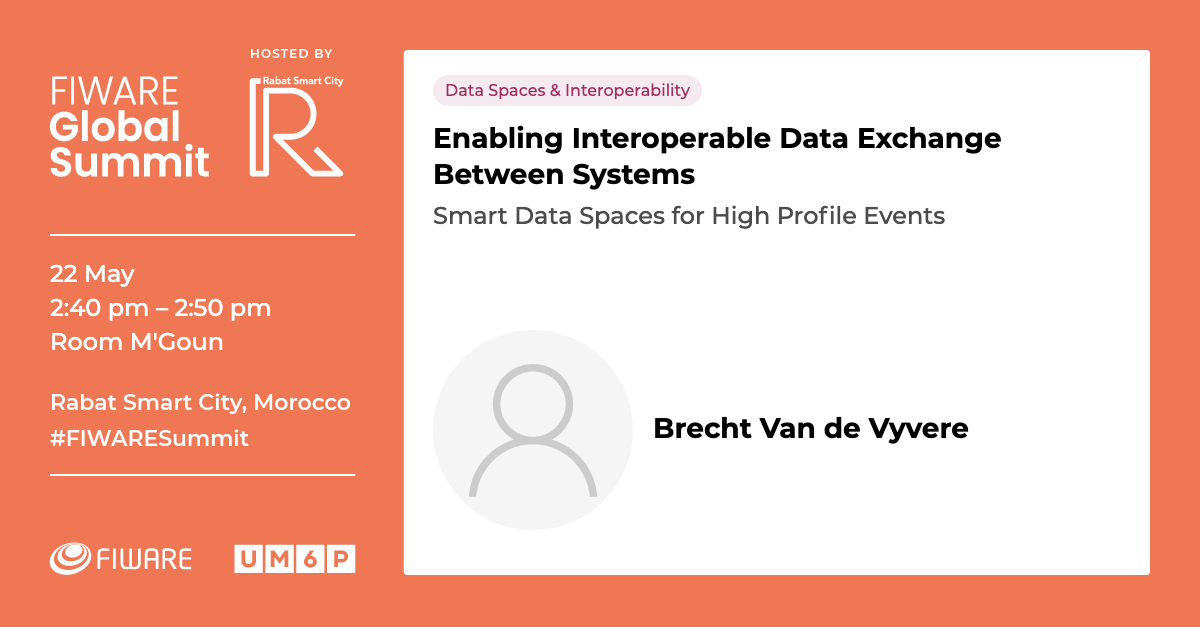 HOSTED BY
FIWARE
Global
Summit
Rabat Smart City
R
22 May
2:40 pm – 2:50 pm
Room M'Goun
Rabat Smart City, Morocco
#FIWARESummit
FIWARE
UM6P
Data Spaces & Interoperability
Enabling Interoperable Data Exchange
Between Systems
Smart Data Spaces for High Profile Events
Brecht Van de Vyvere